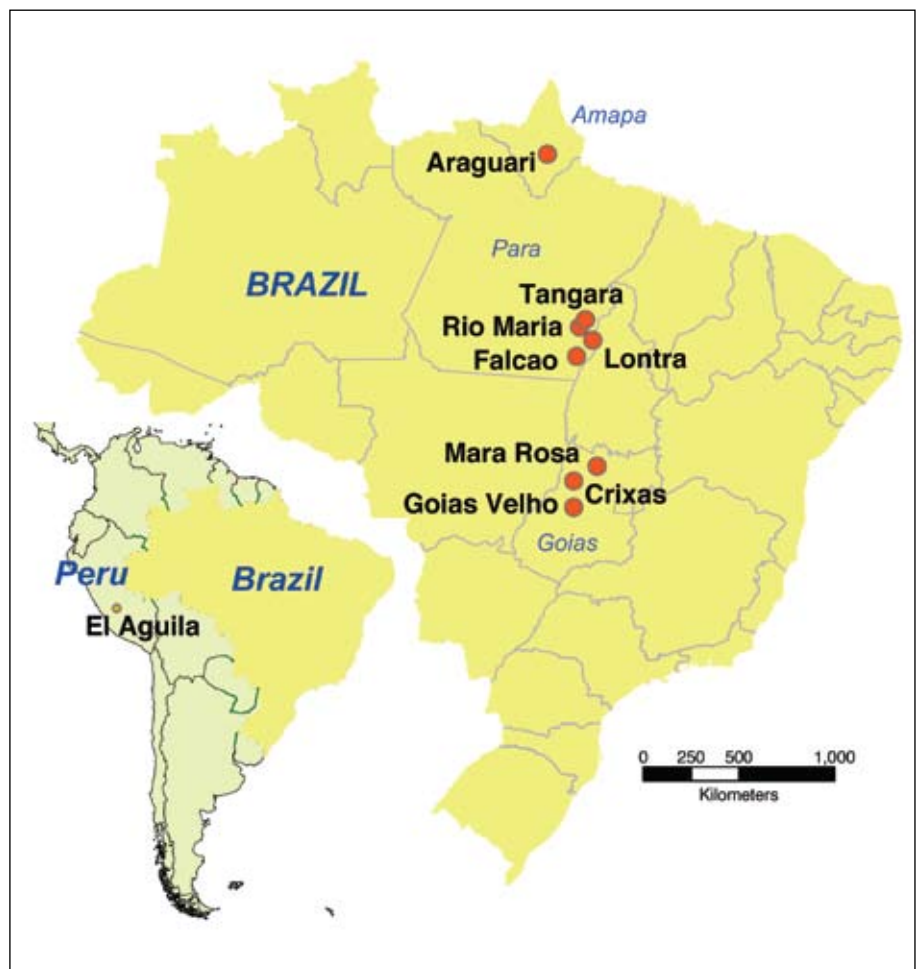 Amapa
Araguari
Para
BRAZIL
Tangara
Rio Maria
Falcao
Lontra
Mara Rosa
Crixas
Goias Velho
Goias
Peru
Brazil
El Aguila
0 250 500 1,000
Kilometers